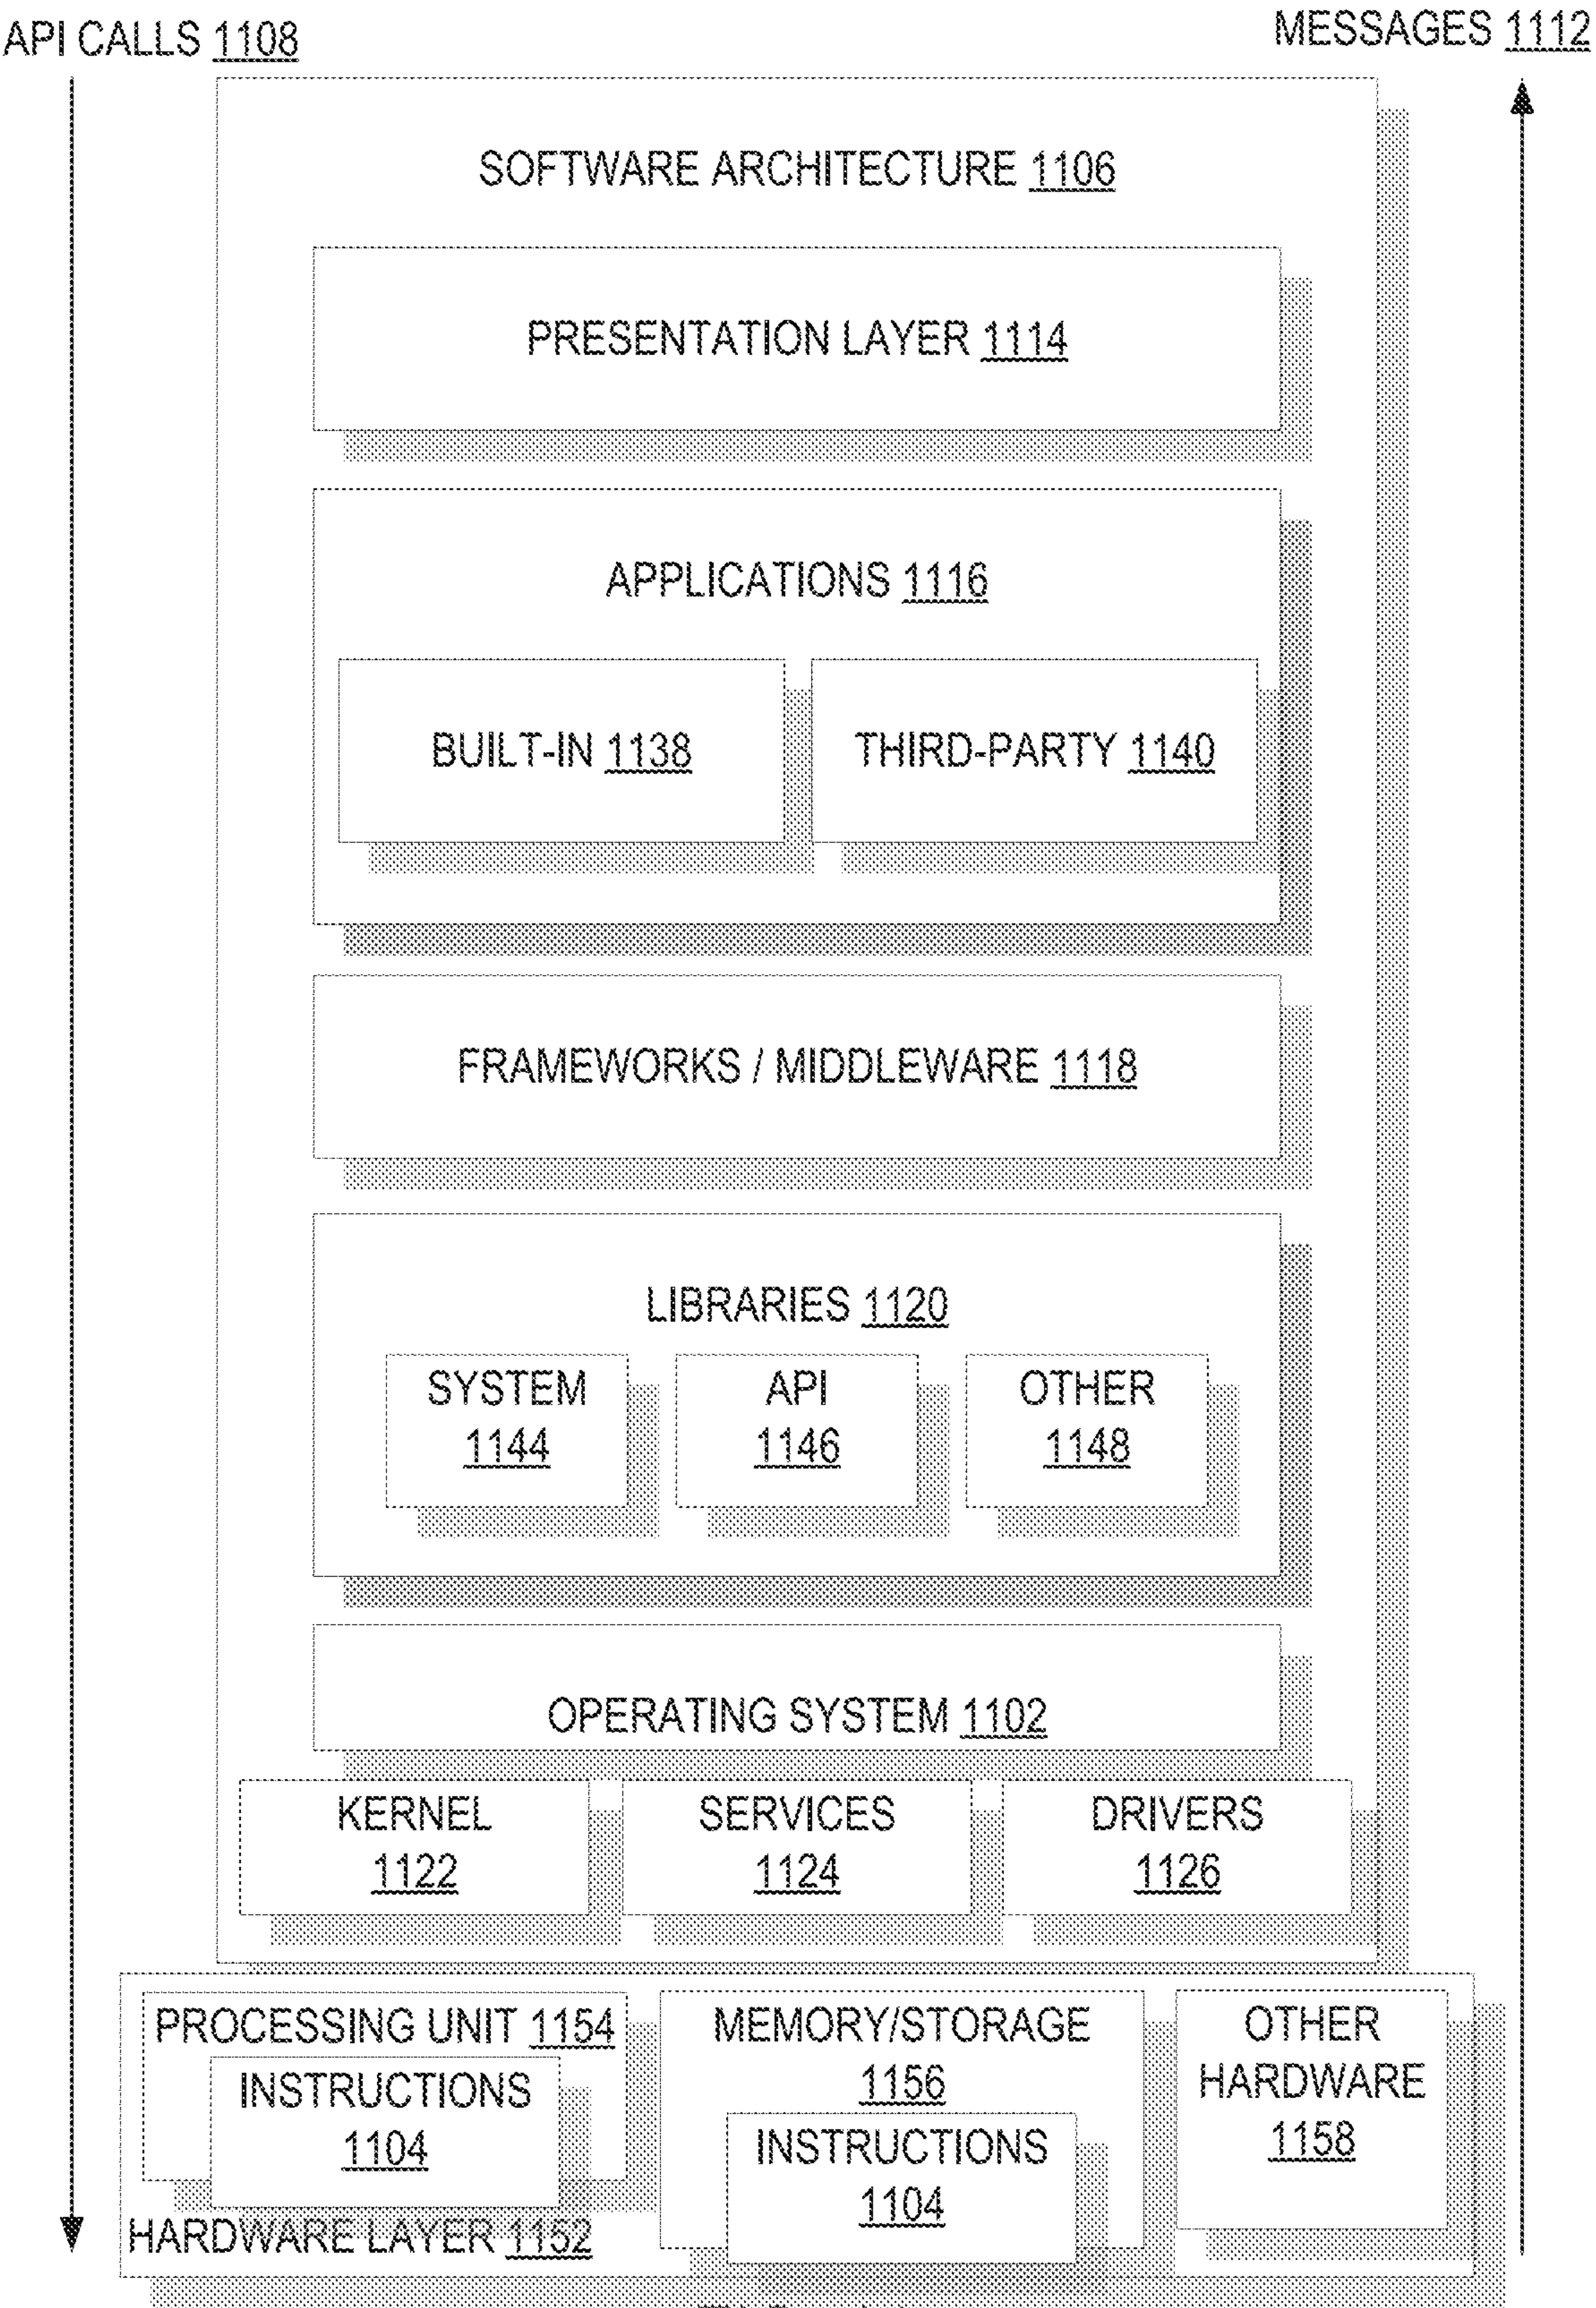 API CALLS 1108
MESSAGES 1112
SOFTWARE ARCHITECTURE 1106
PRESENTATION LAYER 1114
APPLICATIONS 1116
BUILT-IN 1138
THIRD-PARTY 1140
FRAMEWORKS / MIDDLEWARE 1118
LIBRARIES 1120
SYSTEM
1144
API
1146
OTHER
1148
OPERATING SYSTEM 1102
KERNEL
1122
SERVICES
1124
DRIVERS
1126
PROCESSING UNIT 1154
INSTRUCTIONS
1104
MEMORY/STORAGE
1156
INSTRUCTIONS
1104
OTHER
HARDWARE
1158
HARDWARE LAYER 1152